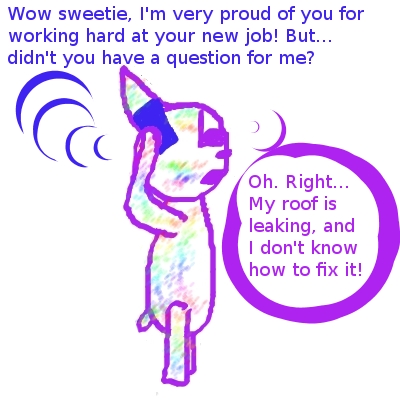 Wow sweetie, I'm very proud of you for
working hard at your new job! But...
didn't you have a question for me?
Oh. Right...
My roof is
leaking, and
I don't know
how to fix it!